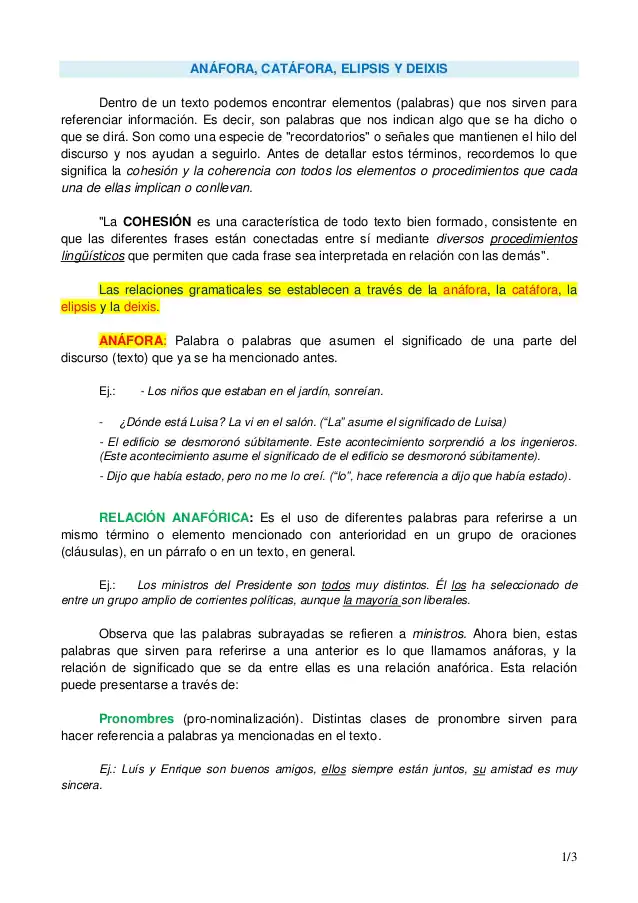 ANÁFORA, CATÁFORA, ELIPSIS Y DEIXIS
Dentro de un texto podemos encontrar elementos (palabras) que nos sirven para
referenciar información. Es decir, son palabras que nos indican algo que se ha dicho o
que se dirá. Son como una especie de "recordatorios" o señales que mantienen el hilo del
discurso y nos ayudan a seguirlo. Antes de detallar estos términos, recordemos lo que
significa la cohesión y la coherencia con todos los elementos o procedimientos que cada
una de ellas implican o conllevan.
"La COHESIÓN es una característica de todo texto bien formado, consistente en
que las diferentes frases están conectadas entre sí mediante diversos procedimientos
lingüísticos que permiten que cada frase sea interpretada en relación con las demás".
Las relaciones gramaticales se establecen a través de la anáfora, la catáfora, la
elipsis y la deixis.
ANÁFORA: Palabra o palabras que asumen el significado de una parte del
discurso (texto) que ya se ha mencionado antes.
Ej.: - Los niños que estaban en el jardín, sonreían.
- ¿Dónde está Luisa? La vi en el salón. (“La” asume el significado de Luisa)
- El edificio se desmoronó súbitamente. Este acontecimiento sorprendió a los ingenieros.
(Este acontecimiento asume el significado de el edificio se desmoronó súbitamente).
- Dijo que había estado, pero no me lo creí. (“lo”, hace referencia a dijo que había estado).
RELACIÓN ANAFÓRICA: Es el uso de diferentes palabras para referirse a un
mismo término o elemento mencionado con anterioridad en un grupo de oraciones
(cláusulas), en un párrafo o en un texto, en general.
Ej.: Los ministros del Presidente son todos muy distintos. Él los ha seleccionado de
entre un grupo amplio de corrientes políticas, aunque la mayoría son liberales.
Observa que las palabras subrayadas se refieren a ministros. Ahora bien, estas
palabras que sirven para referirse a una anterior es lo que llamamos anáforas, y la
relación de significado que se da entre ellas es una relación anafórica. Esta relación
puede presentarse a través de:
Pronombres (pro-nominalización). Distintas clases de pronombre sirven para
hacer referencia a palabras ya mencionadas en el texto.
Ej.: Luís y Enrique son buenos amigos, ellos siempre están juntos, su amistad es muy
sincera.
1/3